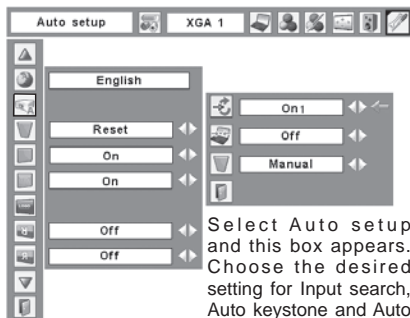 Auto setup
XGA 1
English
Reset
On
On
Off
Off
On1
Off
Manual
Select Auto setup
and this box appears.
Choose the desired
setting for Input search,
Auto keystone and Auto